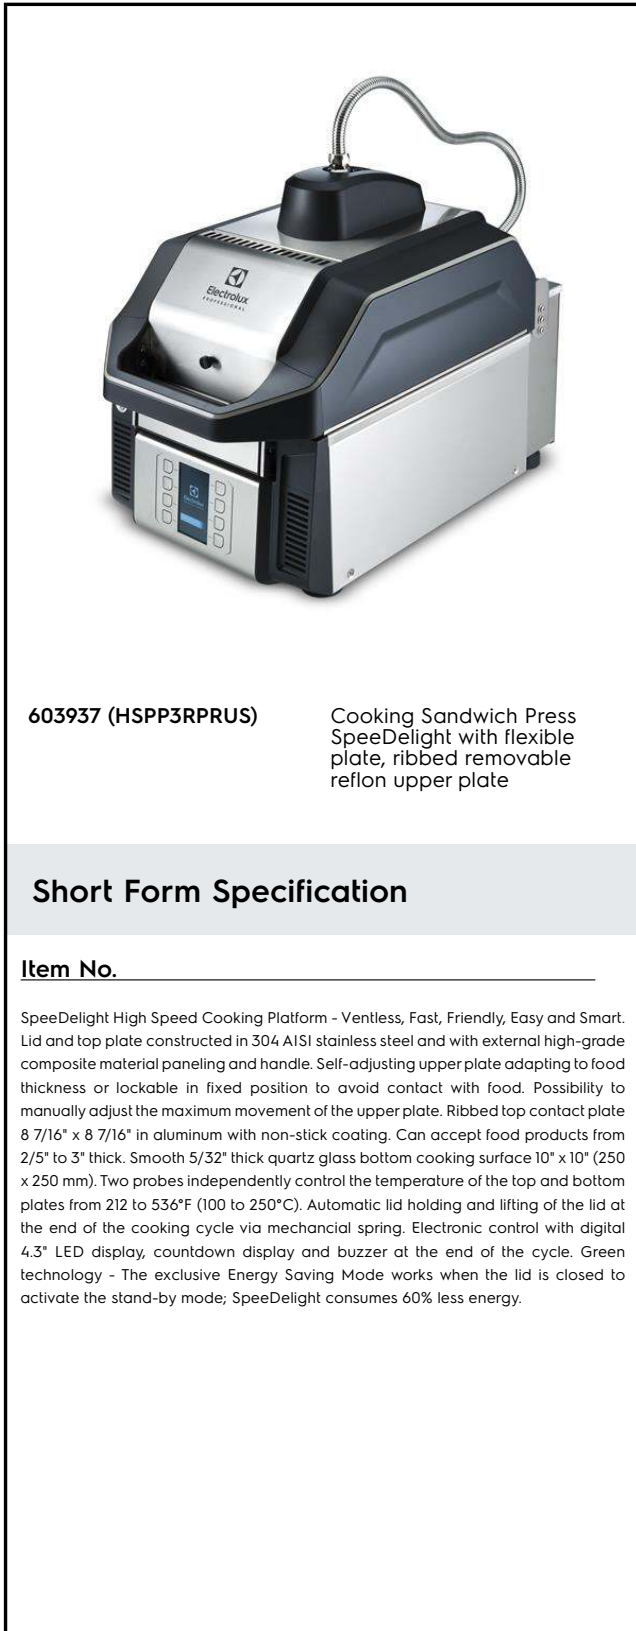 Electrolux
PROFESSIONAL
Electrolux
603937 (HSPP3RPRUS)
Cooking Sandwich Press
SpeeDelight with flexible
plate, ribbed removable
reflon upper plate
Short Form Specification
Item No.
SpeeDelight High Speed Cooking Platform - Ventless, Fast, Friendly, Easy and Smart.
Lid and top plate constructed in 304 AISI stainless steel and with external high-grade
composite material paneling and handle. Self-adjusting upper plate adapting to food
thickness or lockable in fixed position to avoid contact with food. Possibility to
manually adjust the maximum movement of the upper plate. Ribbed top contact plate
8 7/16" x 8 7/16" in aluminum with non-stick coating. Can accept food products from
2/5" to 3" thick. Smooth 5/32" thick quartz glass bottom cooking surface 10" x 10" (250
x 250 mm). Two probes independently control the temperature of the top and bottom
plates from 212 to 536°F (100 to 250°C). Automatic lid holding and lifting of the lid at
the end of the cooking cycle via mechancial spring. Electronic control with digital
4.3" LED display, countdown display and buzzer at the end of the cycle. Green
technology - The exclusive Energy Saving Mode works when the lid is closed to
activate the stand-by mode; SpeeDelight consumes 60% less energy.